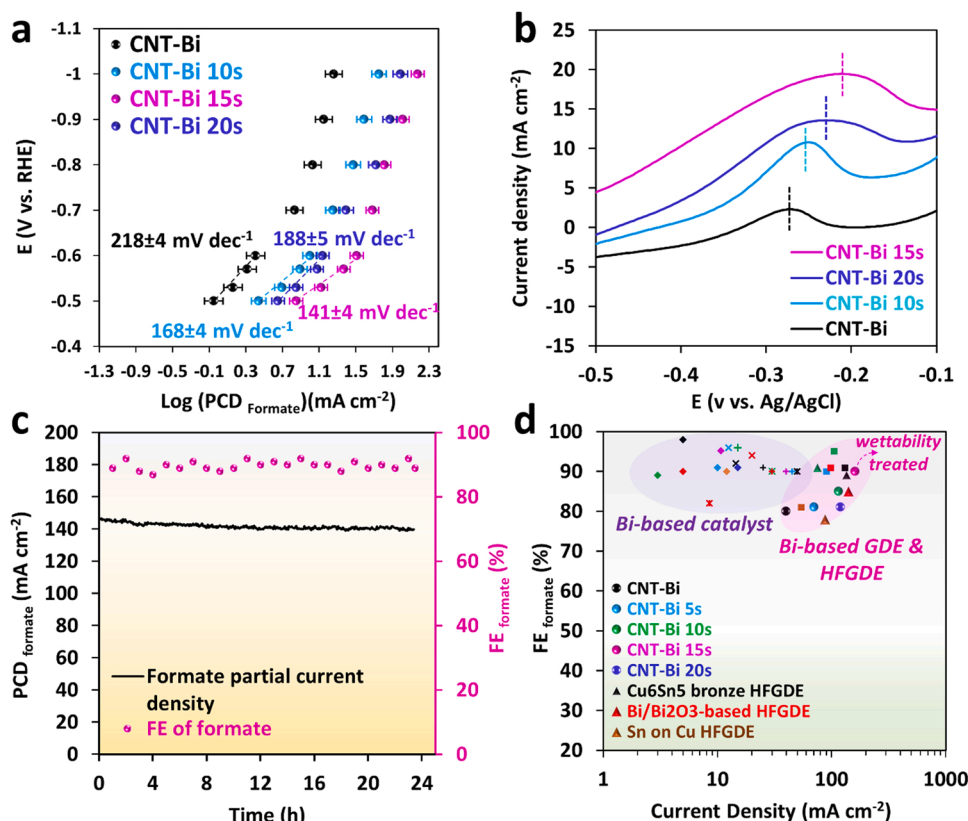 a
CNT-Bi
CNT-Bi 10s
CNT-Bi 15s
CNT-Bi 20s
-1.1
-1
-0.9
-0.8
-0.7
-0.6
-0.5
-0.4
E (V vs. RHE)
218±4 mV dec-1
188±5 mV dec-1
168±4 mV dec-1
141±4 mV dec-1
-1.3 -0.9 -0.5 -0.1 0.3 0.7 1.1 1.5 1.9 2.3
Log (PCD Formate)(mA cm-2)
b
25
20
15
10
5
0
-5
-10
-15
Current density (mA cm-2)
CNT-Bi 15s
CNT-Bi 20s
CNT-Bi 10s
CNT-Bi
-0.5 -0.4 -0.3 -0.2 -0.1
E (v vs. Ag/AgCl)
c
200
180
160
140
120
100
80
60
40
20
0
PCDformate (mA cm-2)
100
80
60
40
20
0
FE formate (%)
Formate partial current
density
FE of formate
0 4 8 12 16 20 24
Time (h)
d
100
90
80
70
60
50
40
30
20
FE formate (%)
wettability
treated
Bi-based catalyst
Bi-based GDE &
HFGDE
CNT-Bi
CNT-Bi 5s
CNT-Bi 10s
CNT-Bi 15s
CNT-Bi 20s
Cu6Sn5 bronze HFGDE
Bi/Bi2O3-based HFGDE
Sn on Cu HFGDE
1 10 100 1000
Current Density (mA cm-2)